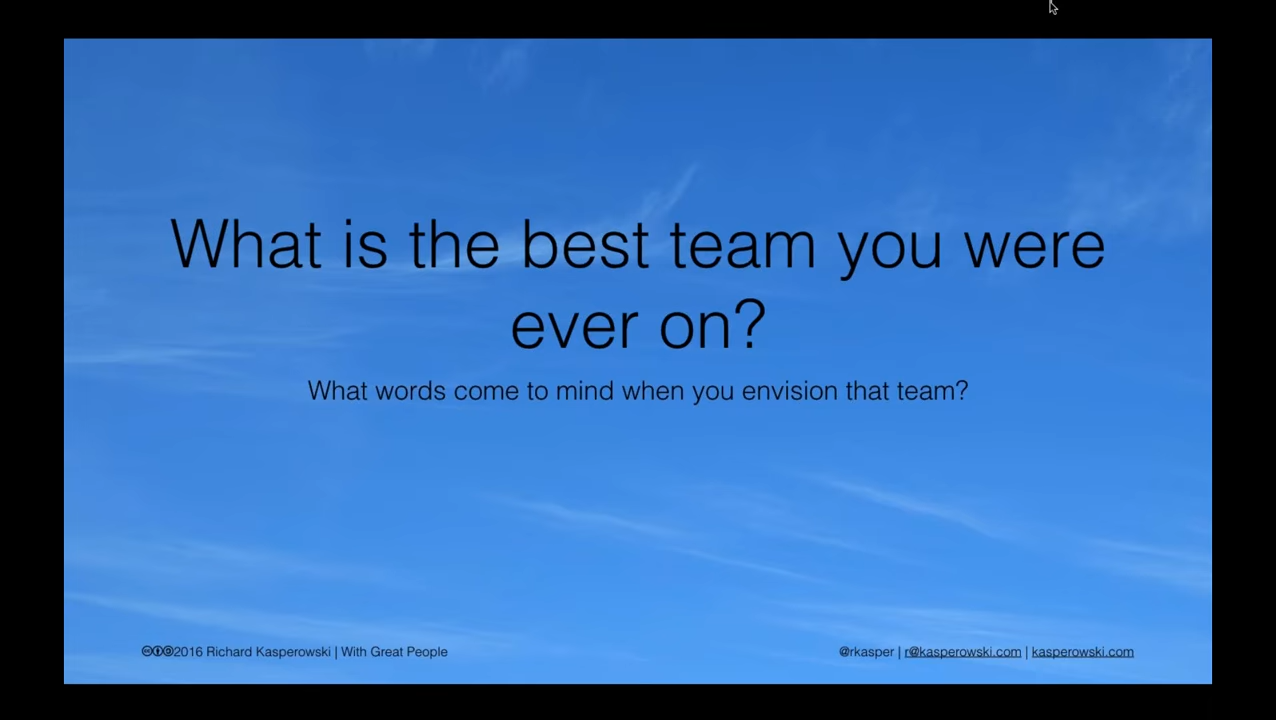 What is the best team you were
ever on?
What words come to mind when you envision that team?
2016 Richard Kasperowski | With Great People
@rkasper | r@kasperowski.com | kasperowski.com